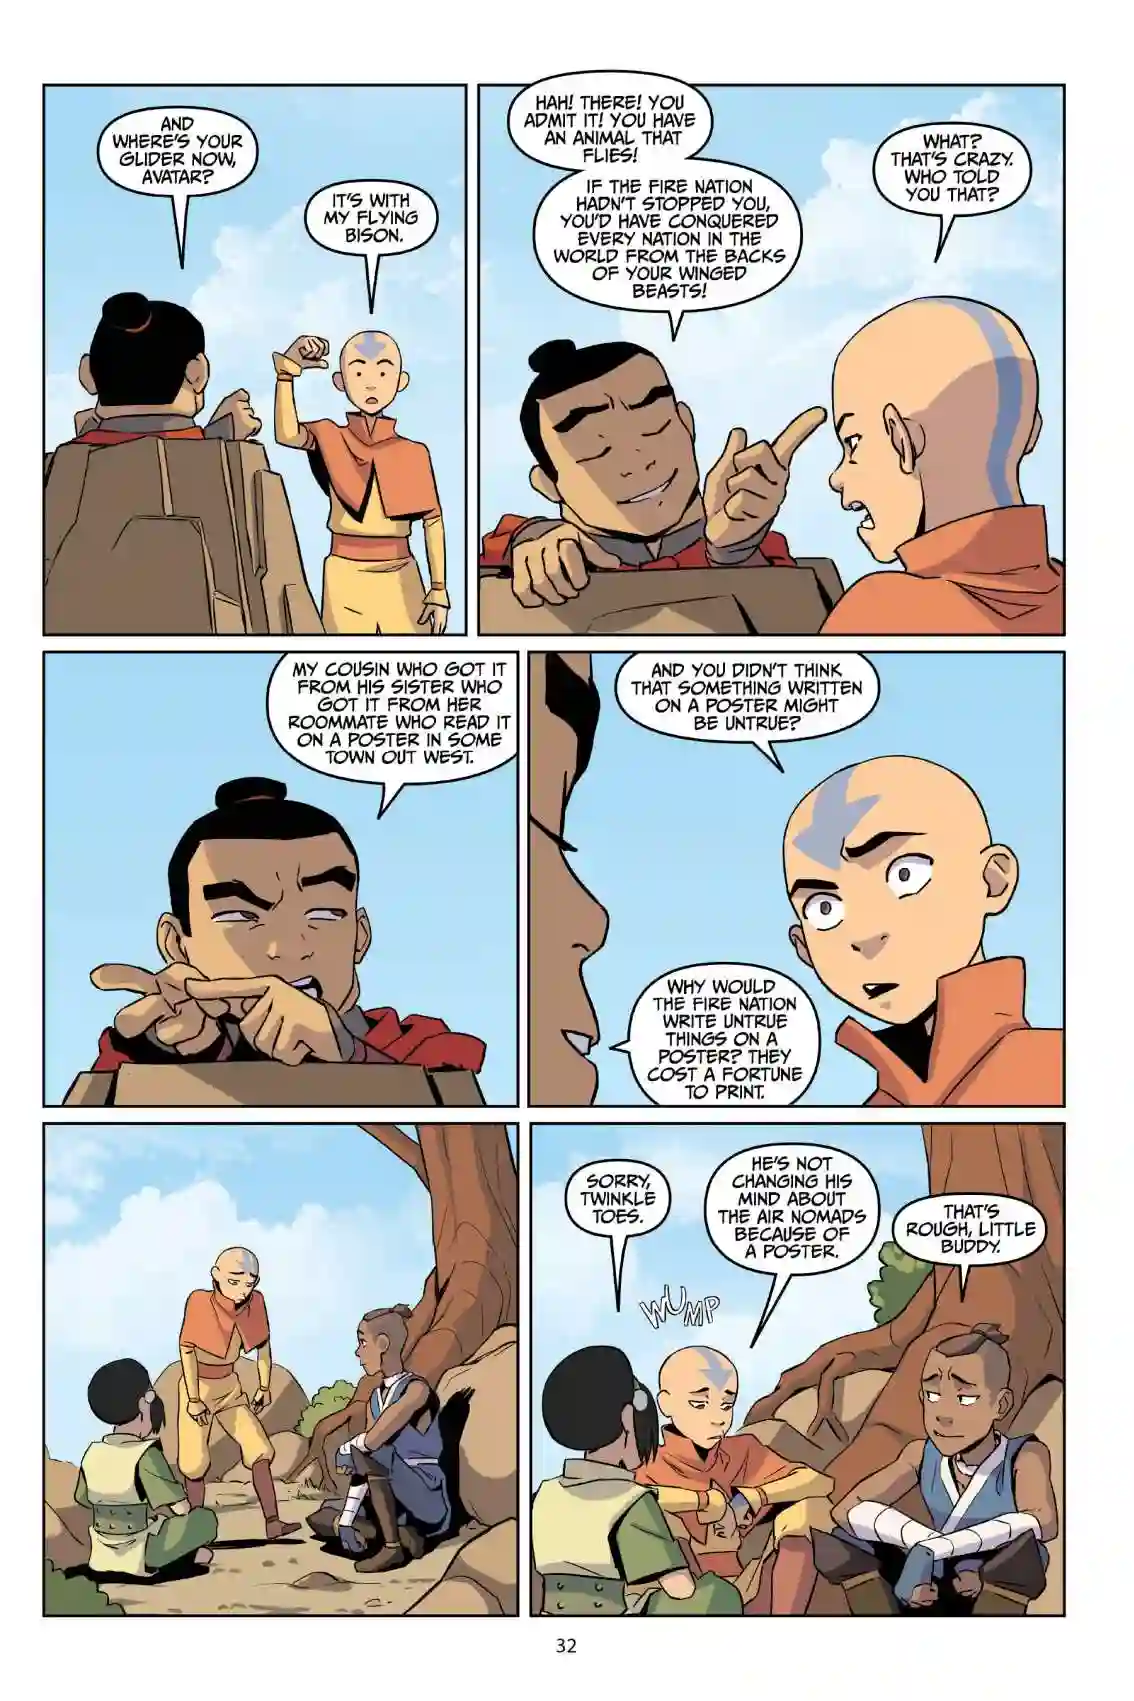 AND
WHERE'S YOUR
GLIDER NOW,
AVATAR?
IT'S WITH
MY FLYING
BISON.
HAH! THERE! YOU
ADMIT IT! YOU HAVE
AN ANIMAL THAT
FLIES!
IF THE FIRE NATION
HADN'T STOPPED YOU,
YOU'D HAVE CONQUERED
EVERY NATION IN THE
WORLD FROM THE BACKS
OF YOUR WINGED
BEASTS!
WHAT?
THAT'S CRAZY.
WHO TOLD
YOU THAT?
MY COUSIN WHO GOT IT
FROM HIS SISTER WHO
GOT IT FROM HER
ROOMMATE WHO READ IT
ON A POSTER IN SOME
TOWN OUT WEST.
AND YOU DIDN'T THINK
THAT SOMETHING WRITTEN
ON A POSTER MIGHT
BE UNTRUE?
WHY WOULD
THE FIRE NATION
WRITE UNTRUE
THINGS ON A
POSTER? THEY
COST A FORTUNE
TO PRINT.
SORRY,
TWINKLE
TOES.
WUMP
HE'S NOT
CHANGING HIS
MIND ABOUT
THE AIR NOMADS
BECAUSE OF
A POSTER.
THAT'S
ROUGH, LITTLE
BUDDY.
32